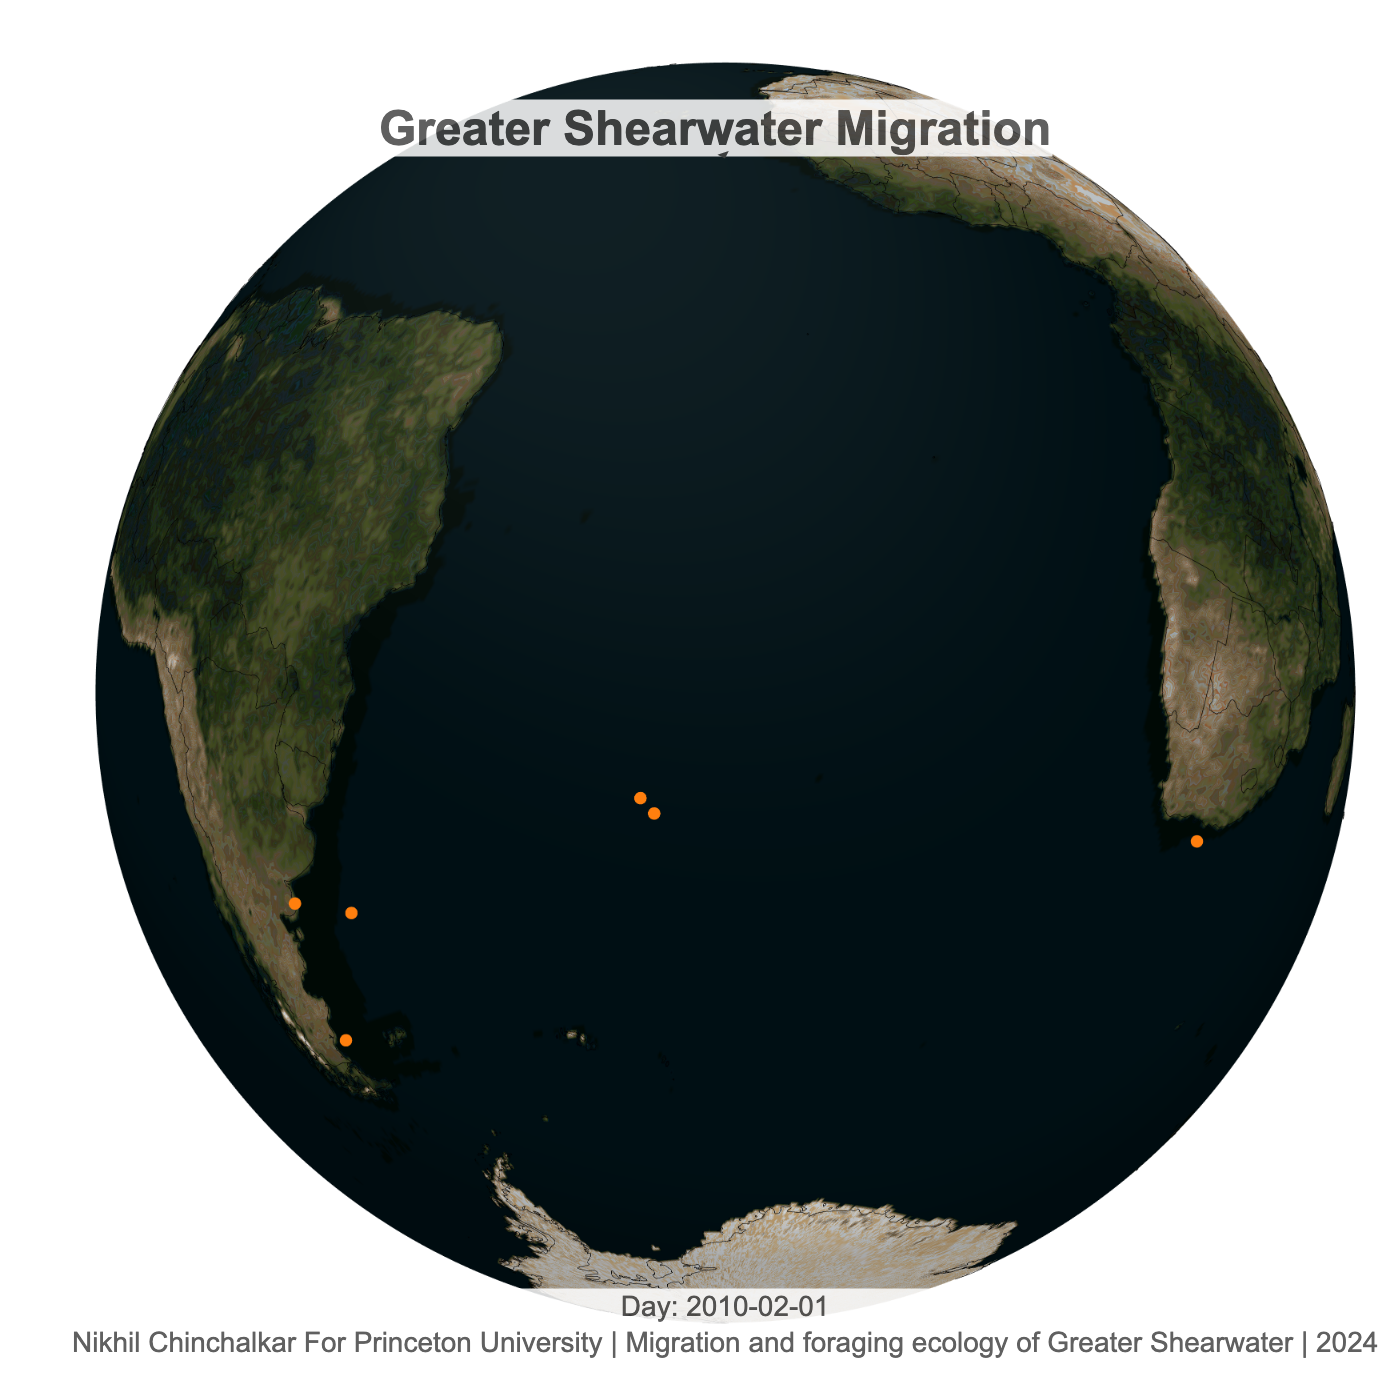 Greater Shearwater Migration
Day: 2010-02-01
Nikhil Chinchalkar For Princeton University | Migration and foraging ecology of Greater Shearwater | 2024